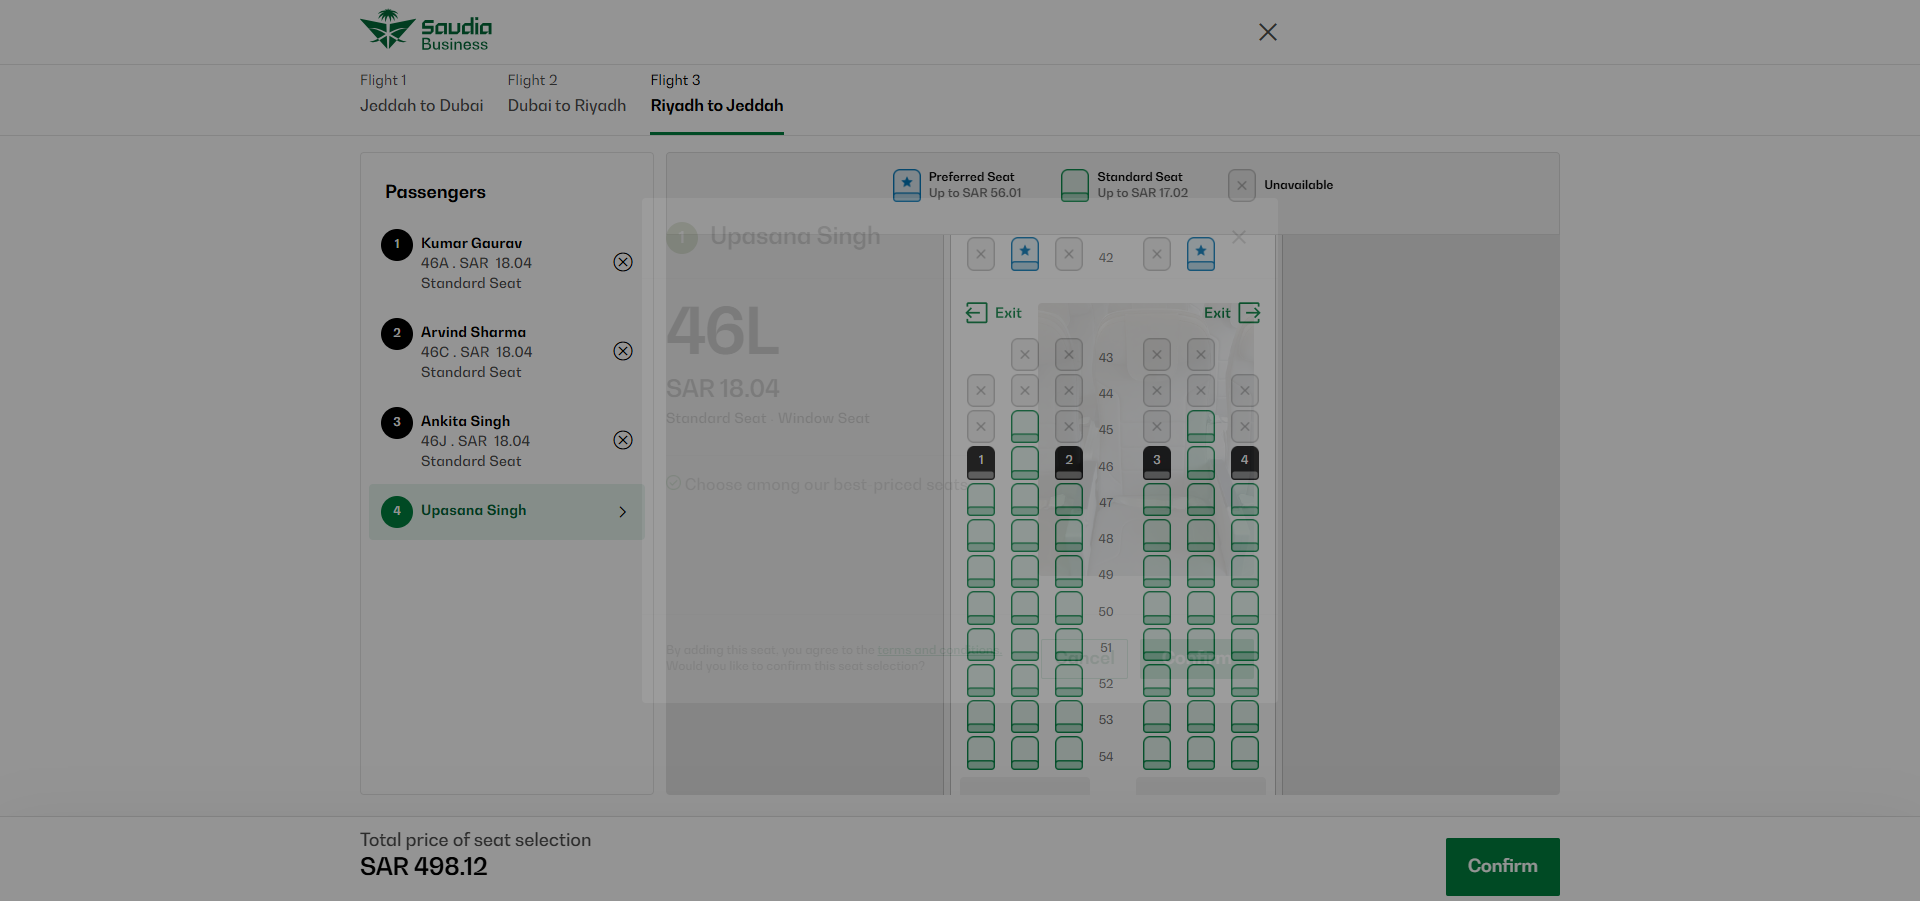 Saudia
Business
Flight 1
Jeddah to Dubai
Flight 2
Dubai to Riyadh
Flight 3
Riyadh to Jeddah
Passengers
1
Kumar Gaurav
46A . SAR 18.04
Standard Seat
2
Arvind Sharma
46C . SAR 18.04
Standard Seat
3
Ankita Singh
46J . SAR 18.04
Standard Seat
4
Upasana Singh
Preferred Seat
Up to SAR 56.01
Standard Seat
Up to SAR 17.02
Unavailable
1
Upasana Singh
46L
SAR 18.04
Standard Seat · Window Seat
Choose among our best-priced seats
By adding this seat, you agree to the terms and conditions.
Would you like to confirm this seat selection?
Cancel
Confirm
42
Exit
Exit
43
44
45
1
2
46
3
4
47
48
49
50
51
52
53
54
Total price of seat selection
SAR 498.12
Confirm